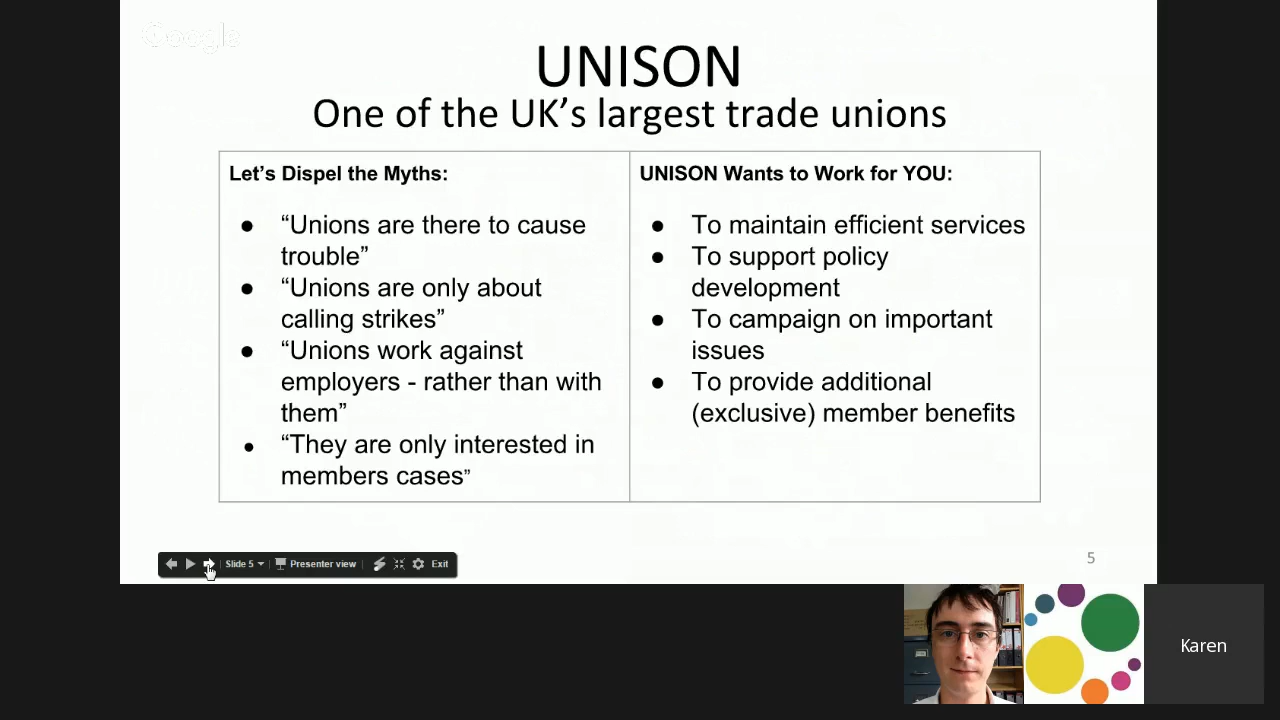 Google
UNISON
One of the UK's largest trade unions
Let's Dispel the Myths:
● “Unions are there to cause
trouble”
● “Unions are only about
calling strikes”
● “Unions work against
employers - rather than with
them”
● “They are only interested in
members cases”
UNISON Wants to Work for YOU:
● To maintain efficient services
● To support policy
development
● To campaign on important
issues
● To provide additional
(exclusive) member benefits
5
Slide 5 Presenter view Exit
Karen